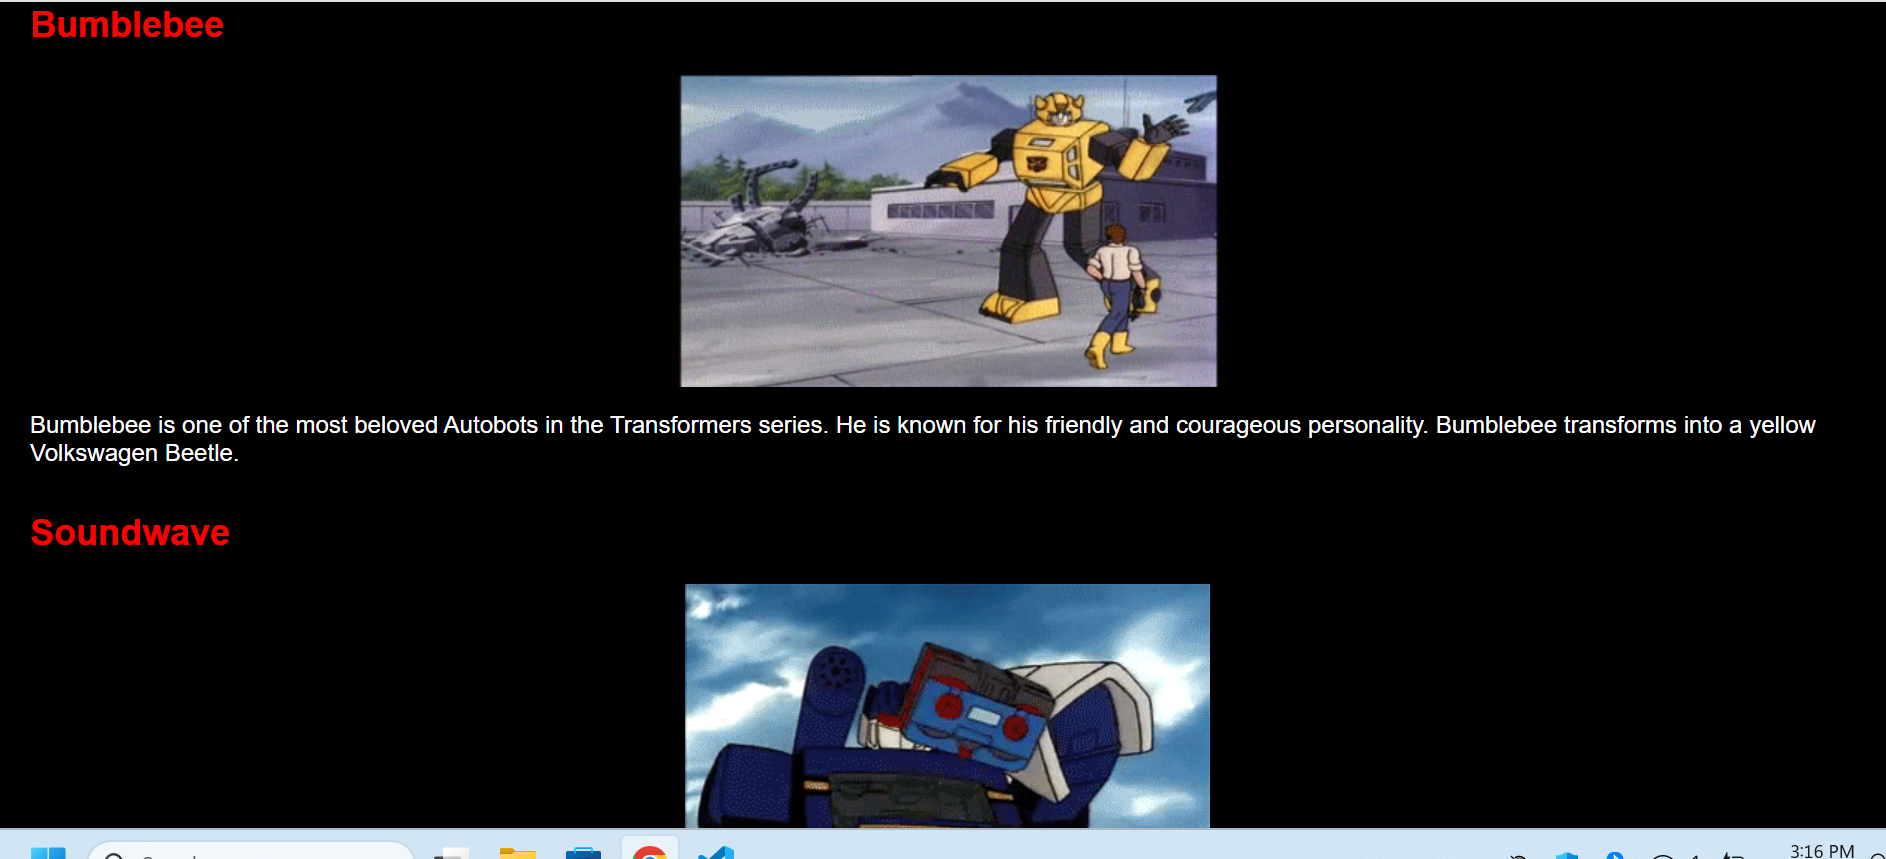 Bumblebee
Bumblebee is one of the most beloved Autobots in the Transformers series. He is known for his friendly and courageous personality. Bumblebee transforms into a yellow
Volkswagen Beetle.
Soundwave
3:16 PM